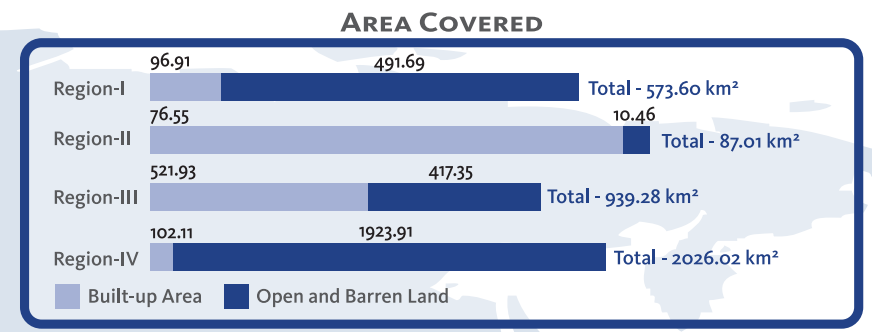 AREA COVERED
96.91 491.69
Region-I Total - 573.60 km²
76.55 10.46
Region-II Total - 87.01 km²
521.93 417.35
Region-III Total - 939.28 km²
102.11 1923.91
Region-IV Total - 2026.02 km²
Built-up Area Open and Barren Land